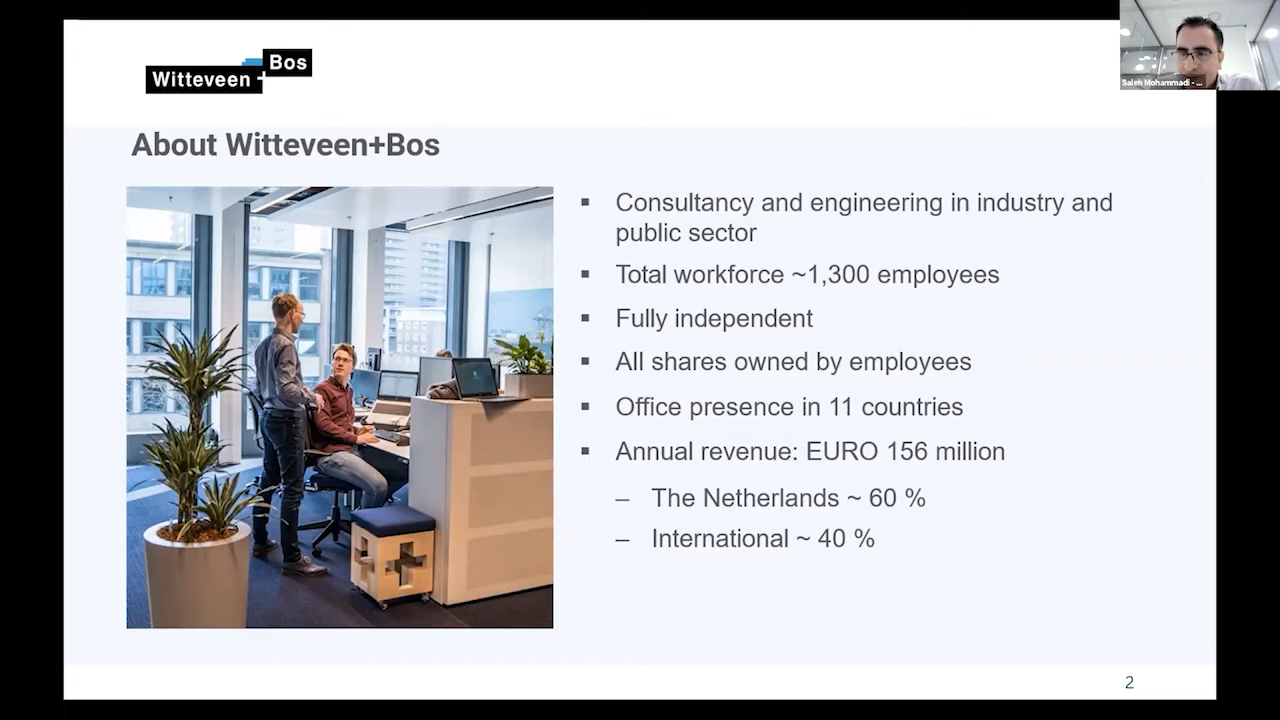 Witteveen + Bos
Saleh Mohammadi - ...
About Witteveen+Bos
▪ Consultancy and engineering in industry and
public sector
▪ Total workforce ~1,300 employees
▪ Fully independent
▪ All shares owned by employees
▪ Office presence in 11 countries
▪ Annual revenue: EURO 156 million
– The Netherlands ~ 60 %
– International ~ 40 %
2